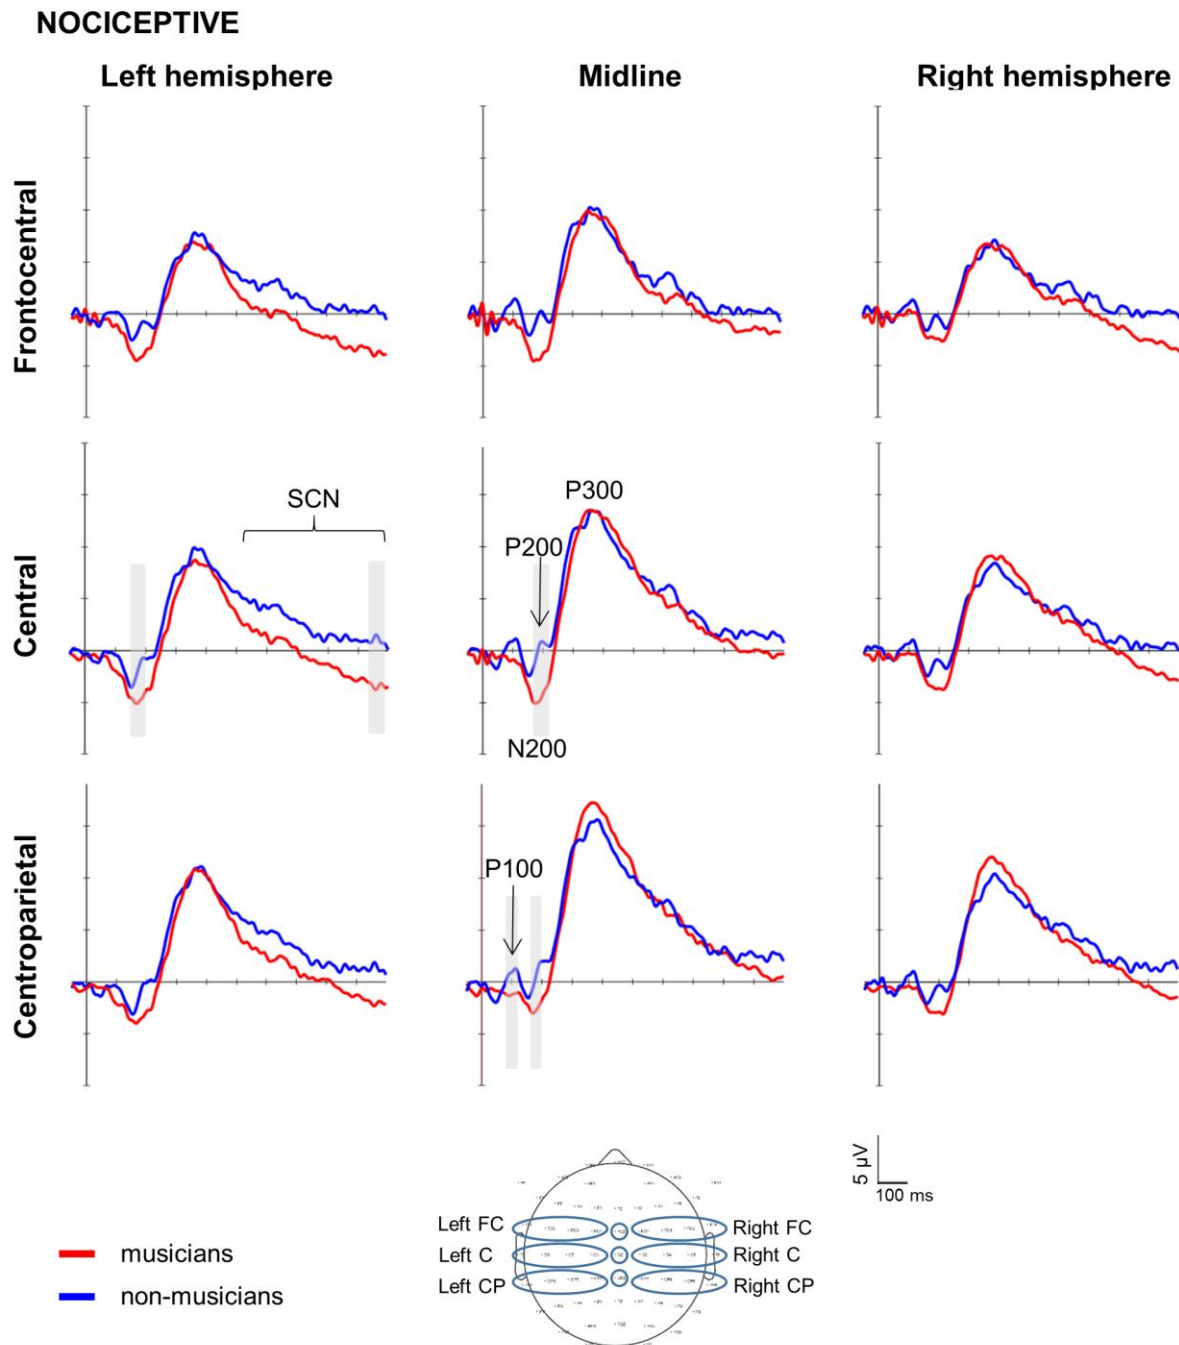 NOCICEPTIVE
Left hemisphere
Midline
Right hemisphere
Frontocentral
Central
SCN
P300
P200
N200
Centroparietal
P100
5 µV
100 ms
Left FC
Right FC
Left C
Right C
Left CP
Right CP
musicians
non-musicians